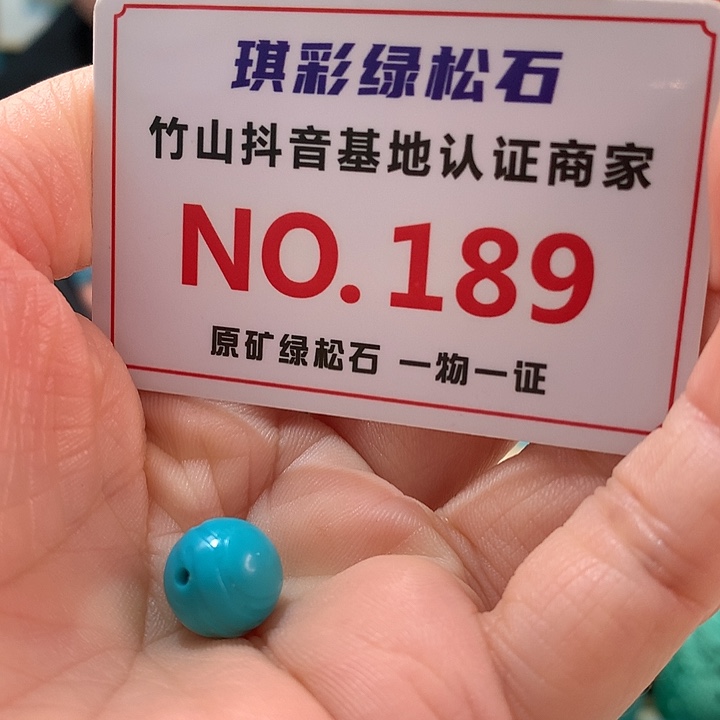 琪彩绿松石
竹山抖音基地认证商家
NO.189
原矿绿松石 一物一证